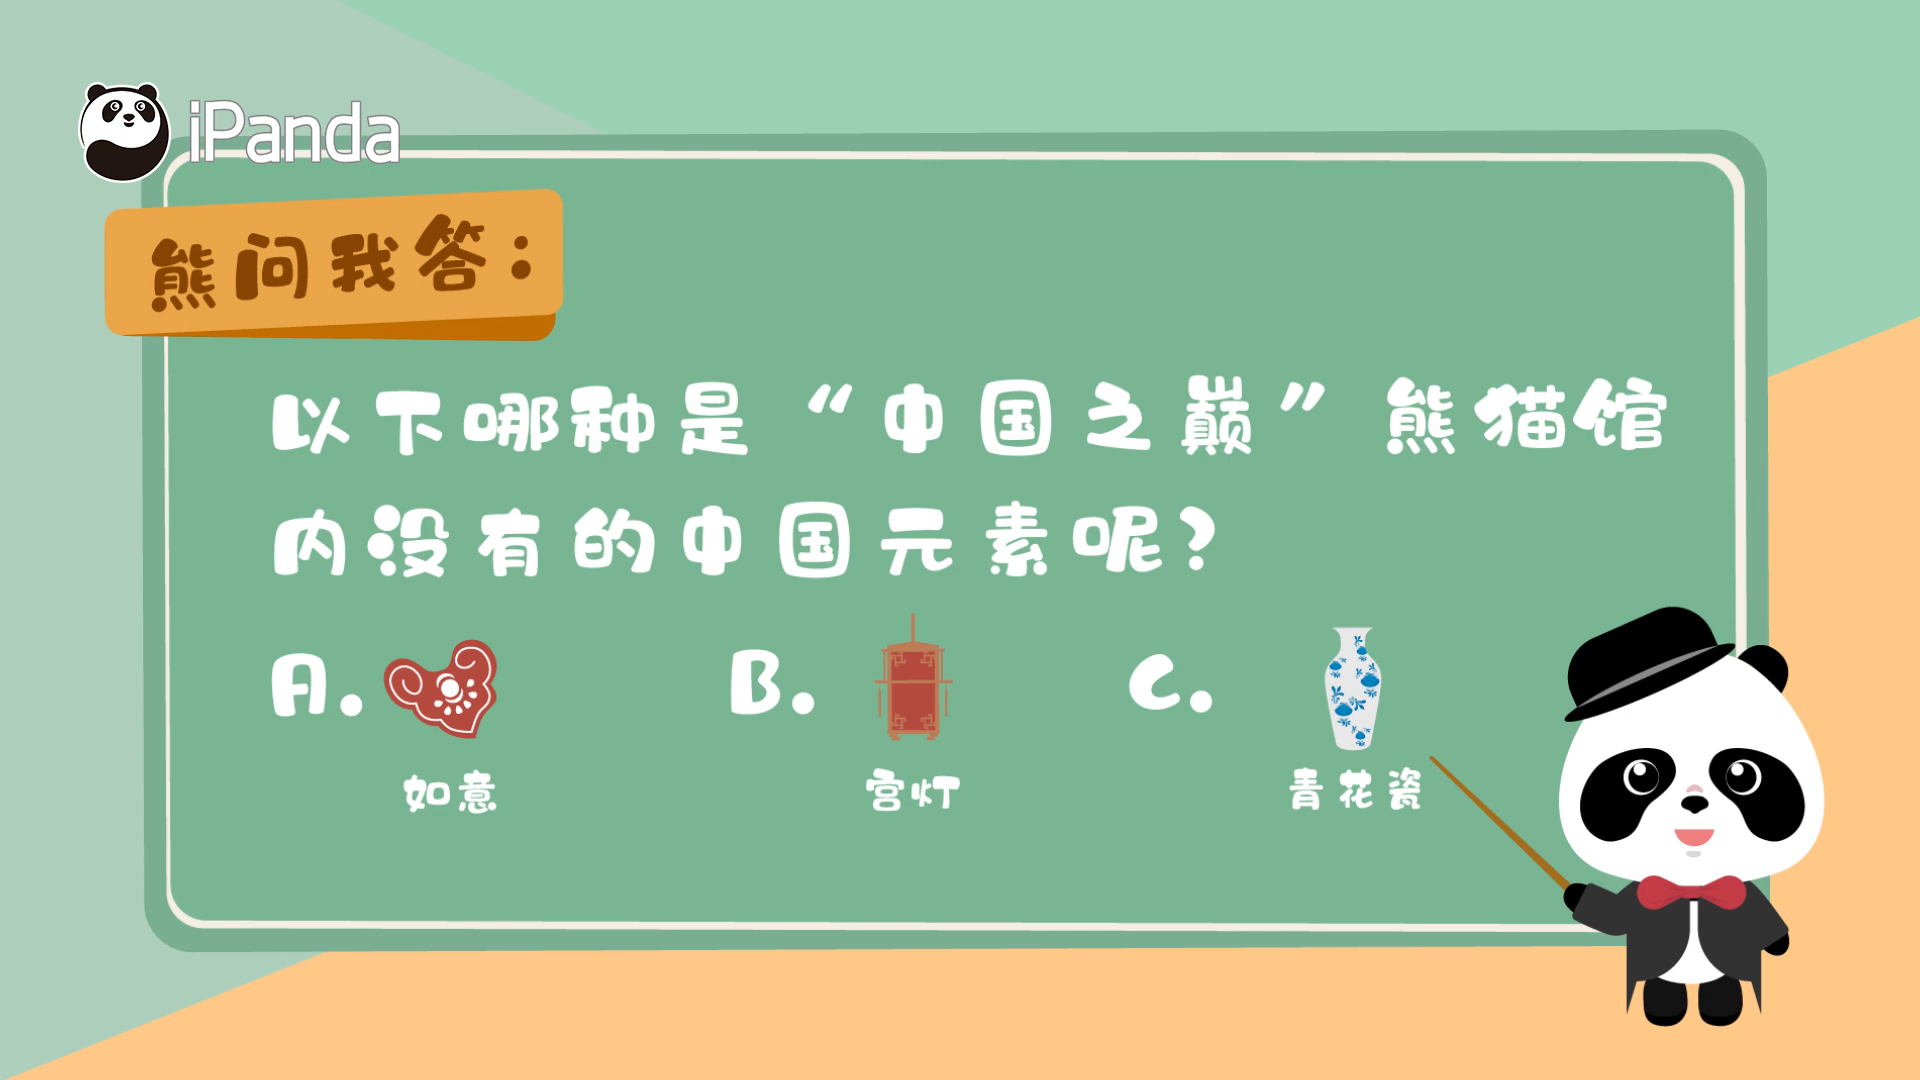 iPanda
熊问我答：
以下哪种是“中国之巅”熊猫馆
内没有的中国元素呢？
A. B. C.
如意 宫灯 青花瓷